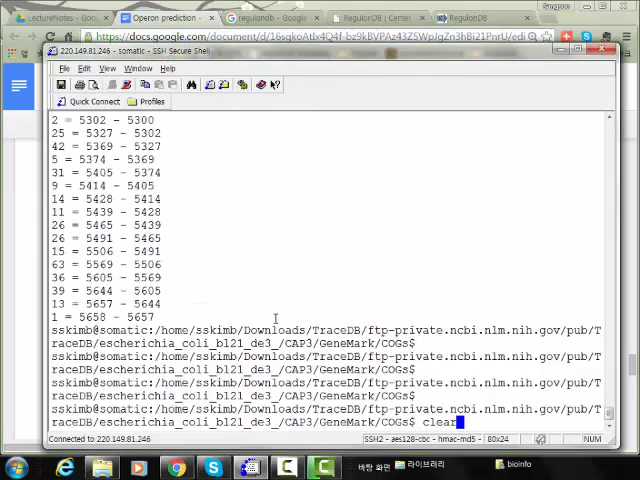 Sangsoo
LectureNotes - Goog
Operon prediction -
regulondb - Google
RegulonDB | Center
RegulonDB
https://docs.google.com/document/d/16sgkoAtlx4Q4f-bz9kBVPAz43Z5WpJgZn3hBi21PnrU/edi
220.149.81.246 - somatic - SSH Secure Shell
File Edit View Window Help
Quick Connect Profiles
2 = 5302 - 5300
25 = 5327 - 5302
42 = 5369 - 5327
5 = 5374 - 5369
31 = 5405 - 5374
9 = 5414 - 5405
14 = 5428 - 5414
11 = 5439 - 5428
26 = 5465 - 5439
26 = 5491 - 5465
15 = 5506 - 5491
63 = 5569 - 5506
36 = 5605 - 5569
39 = 5644 - 5605
13 = 5657 - 5644
1 = 5658 - 5657
sskimb@somatic:/home/sskimb/Downloads/TraceDB/ftp-private.ncbi.nlm.nih.gov/pub/T
raceDB/escherichia_coli_bl21_de3_/CAP3/GeneMark/COGs$
sskimb@somatic:/home/sskimb/Downloads/TraceDB/ftp-private.ncbi.nlm.nih.gov/pub/T
raceDB/escherichia_coli_bl21_de3_/CAP3/GeneMark/COGs$
sskimb@somatic:/home/sskimb/Downloads/TraceDB/ftp-private.ncbi.nlm.nih.gov/pub/T
raceDB/escherichia_coli_bl21_de3_/CAP3/GeneMark/COGs$
sskimb@somatic:/home/sskimb/Downloads/TraceDB/ftp-private.ncbi.nlm.nih.gov/pub/T
raceDB/escherichia_coli_bl21_de3_/CAP3/GeneMark/COGs$ clear
Connected to 220.149.81.246 SSH2 - aes128-cbc - hmac-md5 - 80x24 NUM
바탕 화면 라이브러리 bioinfo